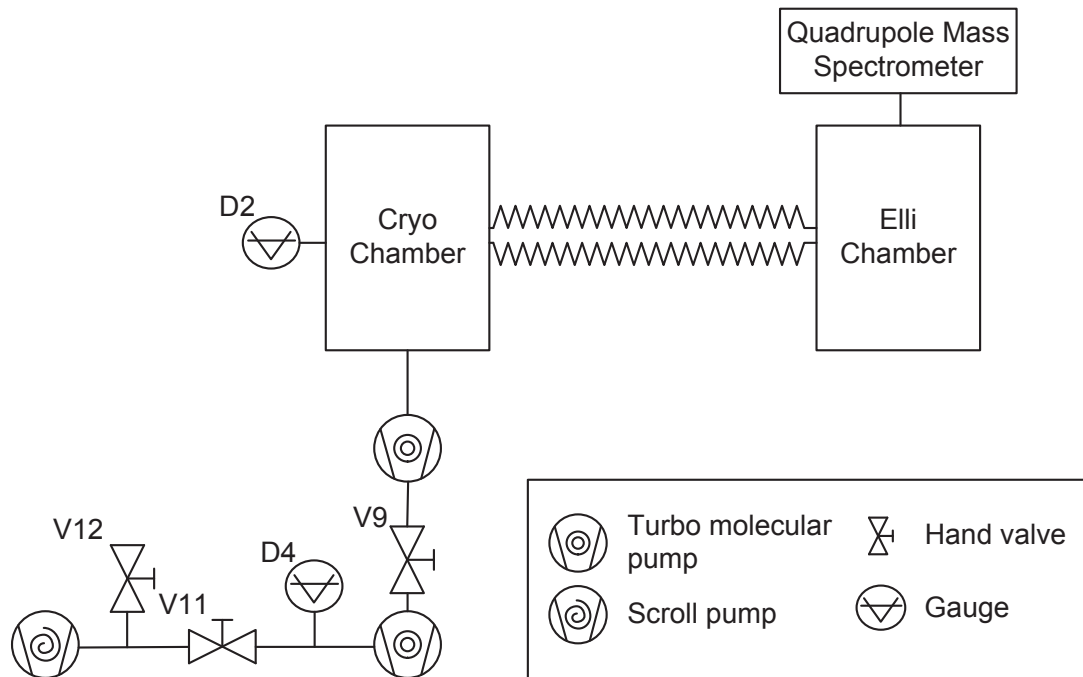 Quadrupole Mass
Spectrometer
D2
Cryo
Chamber
Elli
Chamber
V9
V12
D4
V11
Turbo molecular
pump
Hand valve
Scroll pump
Gauge